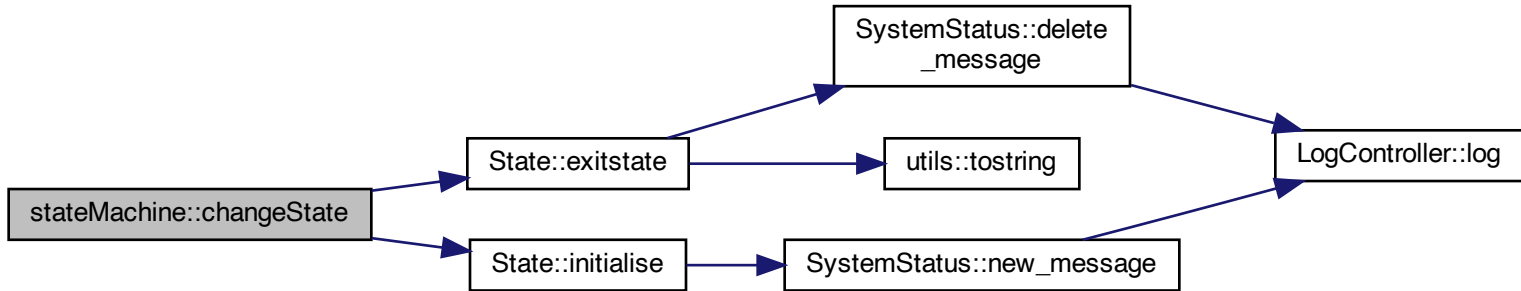 SystemStatus::delete
_message
State::exitstate
utils::tostring
LogController::log
stateMachine::changeState
State::initialise
SystemStatus::new_message